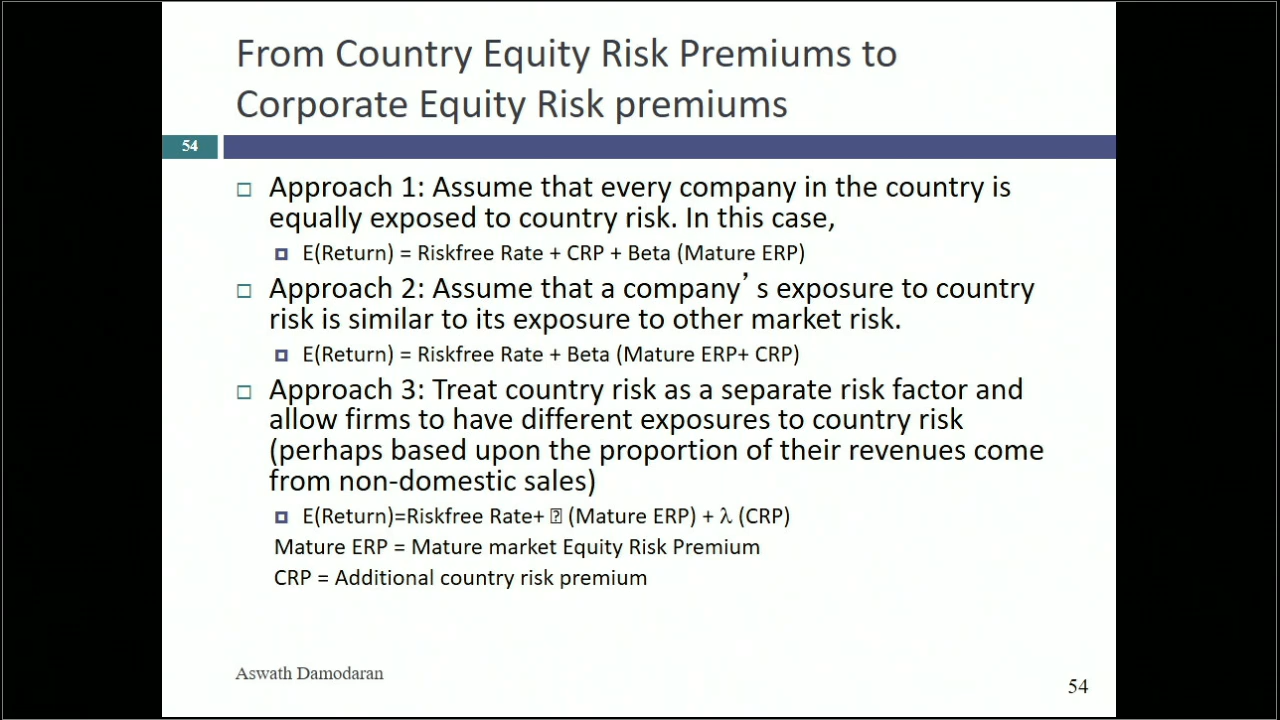 From Country Equity Risk Premiums to
Corporate Equity Risk premiums
54
Approach 1: Assume that every company in the country is
equally exposed to country risk. In this case,
E(Return) = Riskfree Rate + CRP + Beta (Mature ERP)
Approach 2: Assume that a company’s exposure to country
risk is similar to its exposure to other market risk.
E(Return) = Riskfree Rate + Beta (Mature ERP+ CRP)
Approach 3: Treat country risk as a separate risk factor and
allow firms to have different exposures to country risk
(perhaps based upon the proportion of their revenues come
from non-domestic sales)
E(Return)=Riskfree Rate+ (Mature ERP) + λ (CRP)
Mature ERP = Mature market Equity Risk Premium
CRP = Additional country risk premium
Aswath Damodaran
54